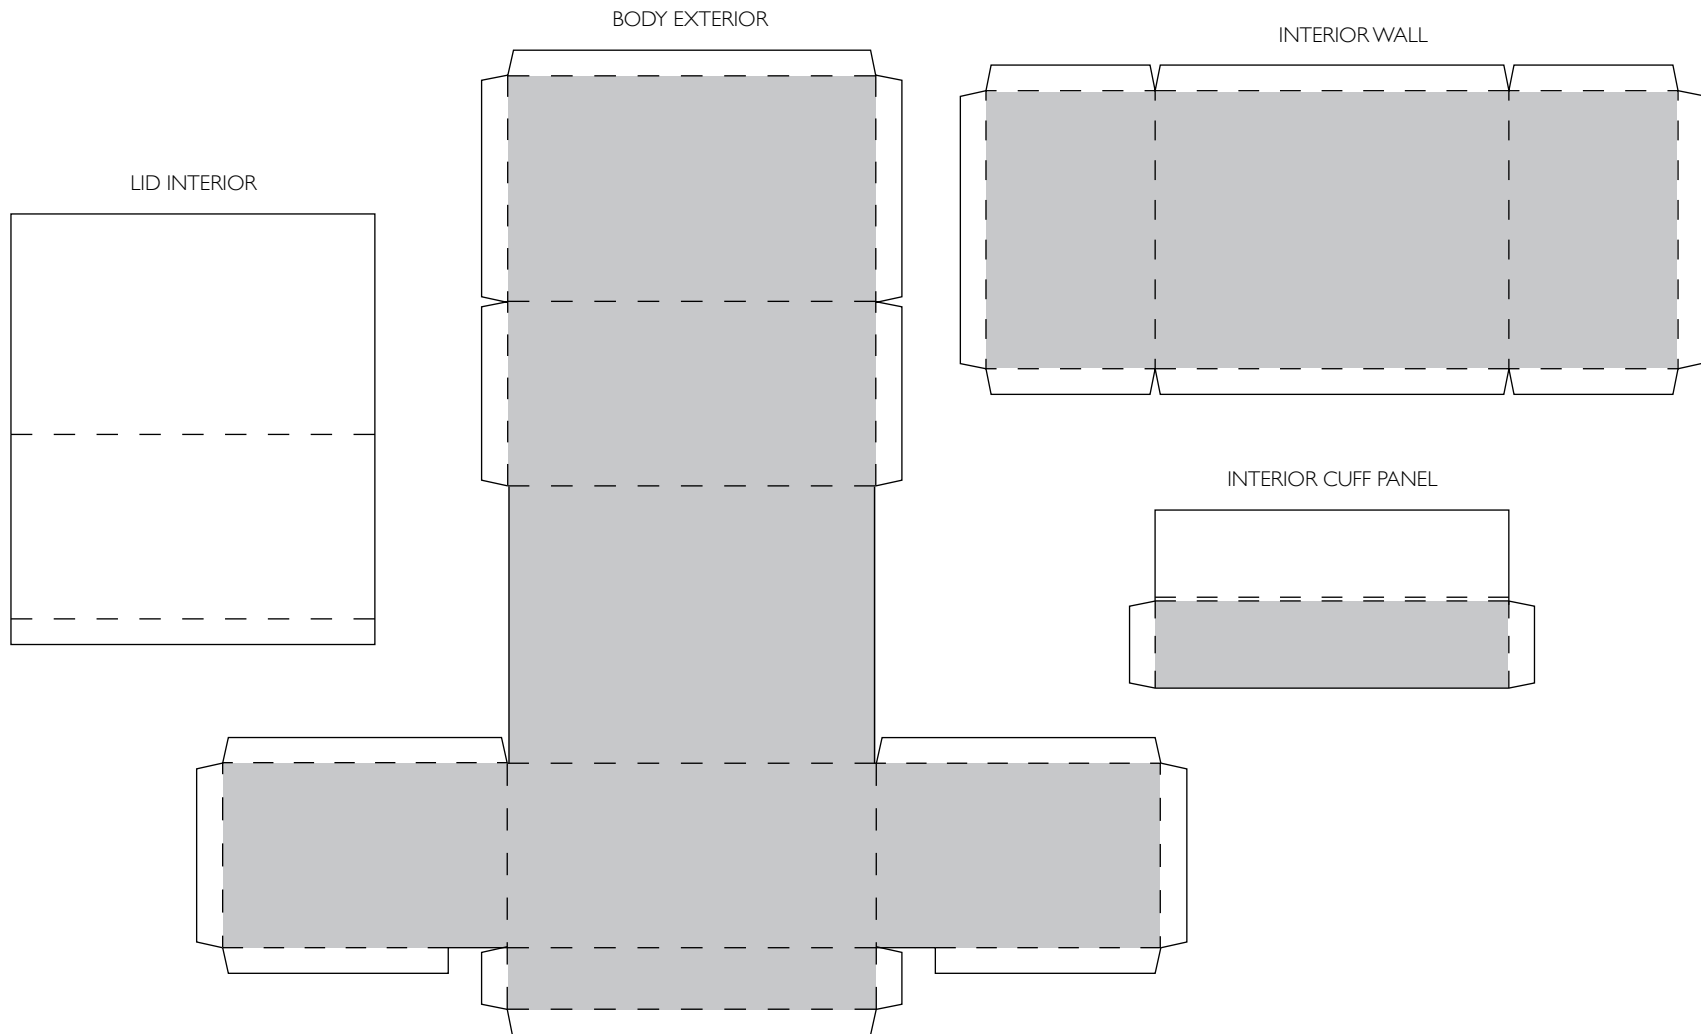 BODY EXTERIOR
INTERIOR WALL
LID INTERIOR
INTERIOR CUFF PANEL